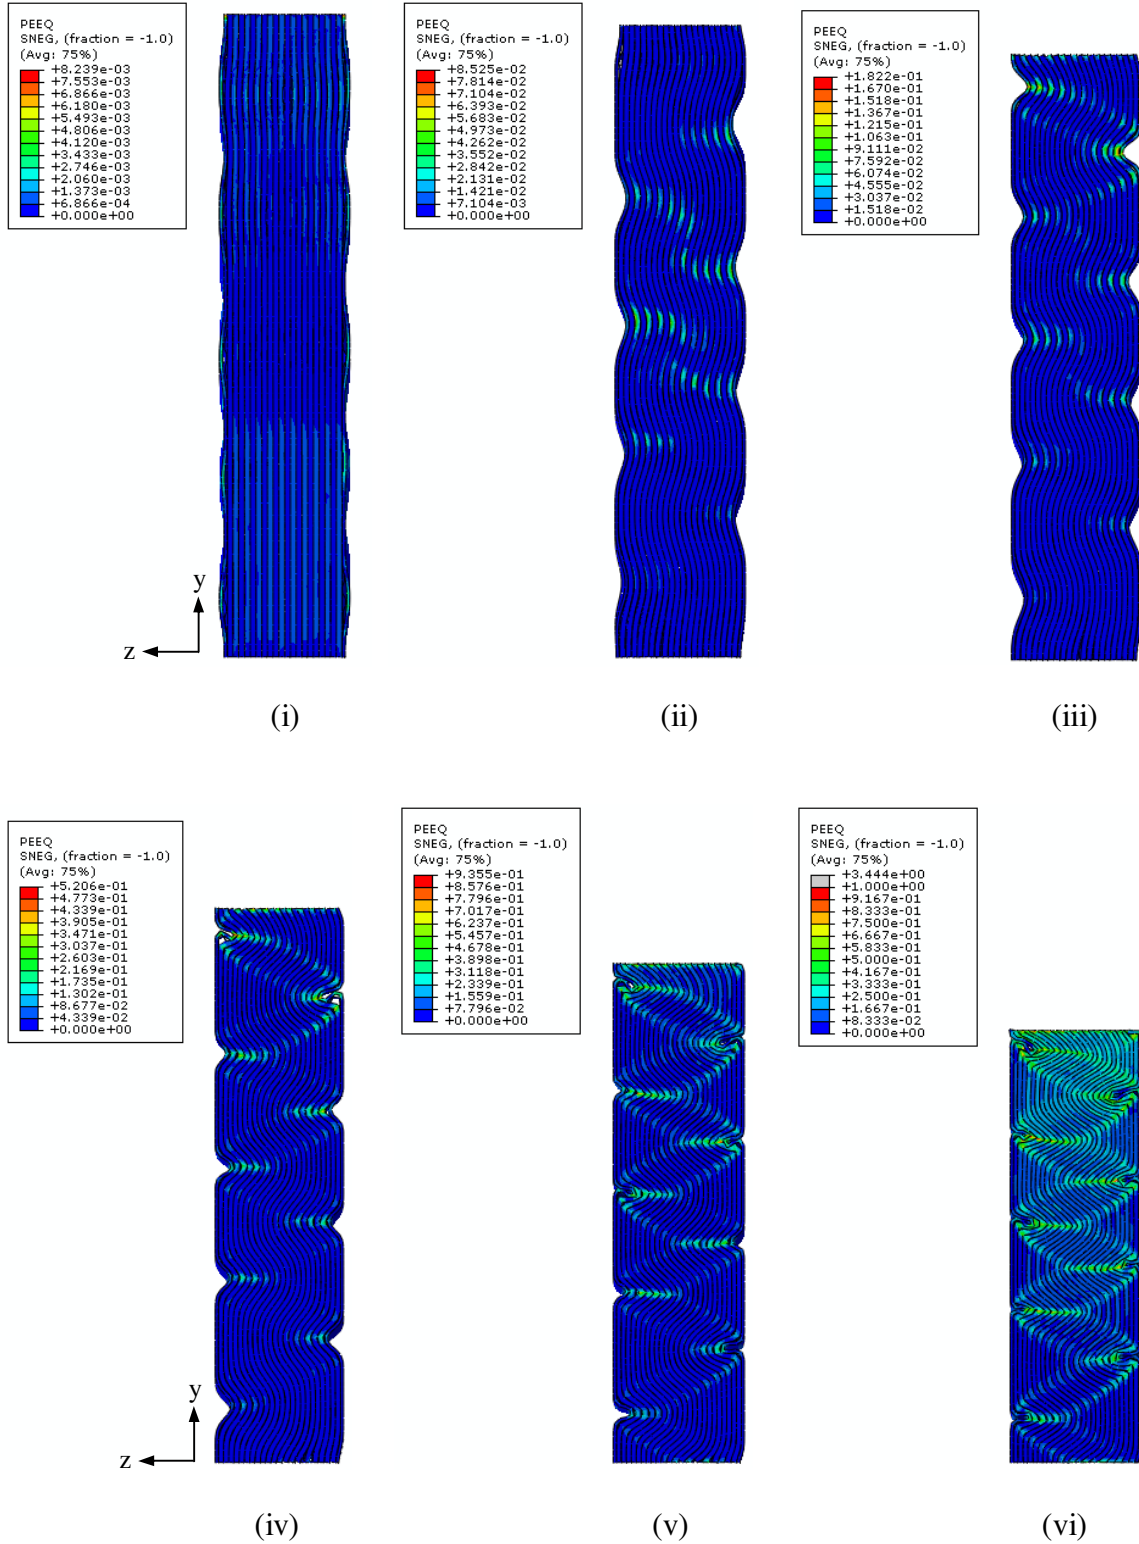 PEEQ
SNEG, (fraction = -1.0)
(Avg: 75%)
+8.239e-03
+7.553e-03
+6.866e-03
+6.180e-03
+5.493e-03
+4.806e-03
+4.120e-03
+3.433e-03
+2.746e-03
+2.060e-03
+1.373e-03
+6.866e-04
+0.000e+00
y
z
(i)
PEEQ
SNEG, (fraction = -1.0)
(Avg: 75%)
+8.525e-02
+7.814e-02
+7.104e-02
+6.393e-02
+5.683e-02
+4.973e-02
+4.262e-02
+3.552e-02
+2.842e-02
+2.131e-02
+1.421e-02
+7.104e-03
+0.000e+00
(ii)
PEEQ
SNEG, (fraction = -1.0)
(Avg: 75%)
+1.822e-01
+1.670e-01
+1.518e-01
+1.367e-01
+1.215e-01
+1.063e-01
+9.111e-02
+7.592e-02
+6.074e-02
+4.555e-02
+3.037e-02
+1.518e-02
+0.000e+00
(iii)
PEEQ
SNEG, (fraction = -1.0)
(Avg: 75%)
+5.206e-01
+4.773e-01
+4.339e-01
+3.905e-01
+3.471e-01
+3.037e-01
+2.603e-01
+2.169e-01
+1.735e-01
+1.302e-01
+8.677e-02
+4.339e-02
+0.000e+00
y
z
(iv)
PEEQ
SNEG, (fraction = -1.0)
(Avg: 75%)
+9.355e-01
+8.576e-01
+7.796e-01
+7.017e-01
+6.237e-01
+5.457e-01
+4.678e-01
+3.898e-01
+3.118e-01
+2.339e-01
+1.559e-01
+7.796e-02
+0.000e+00
(v)
PEEQ
SNEG, (fraction = -1.0)
(Avg: 75%)
+3.444e+00
+1.000e+00
+9.167e-01
+8.333e-01
+7.500e-01
+6.667e-01
+5.833e-01
+5.000e-01
+4.167e-01
+3.333e-01
+2.500e-01
+1.667e-01
+8.333e-02
+0.000e+00
(vi)